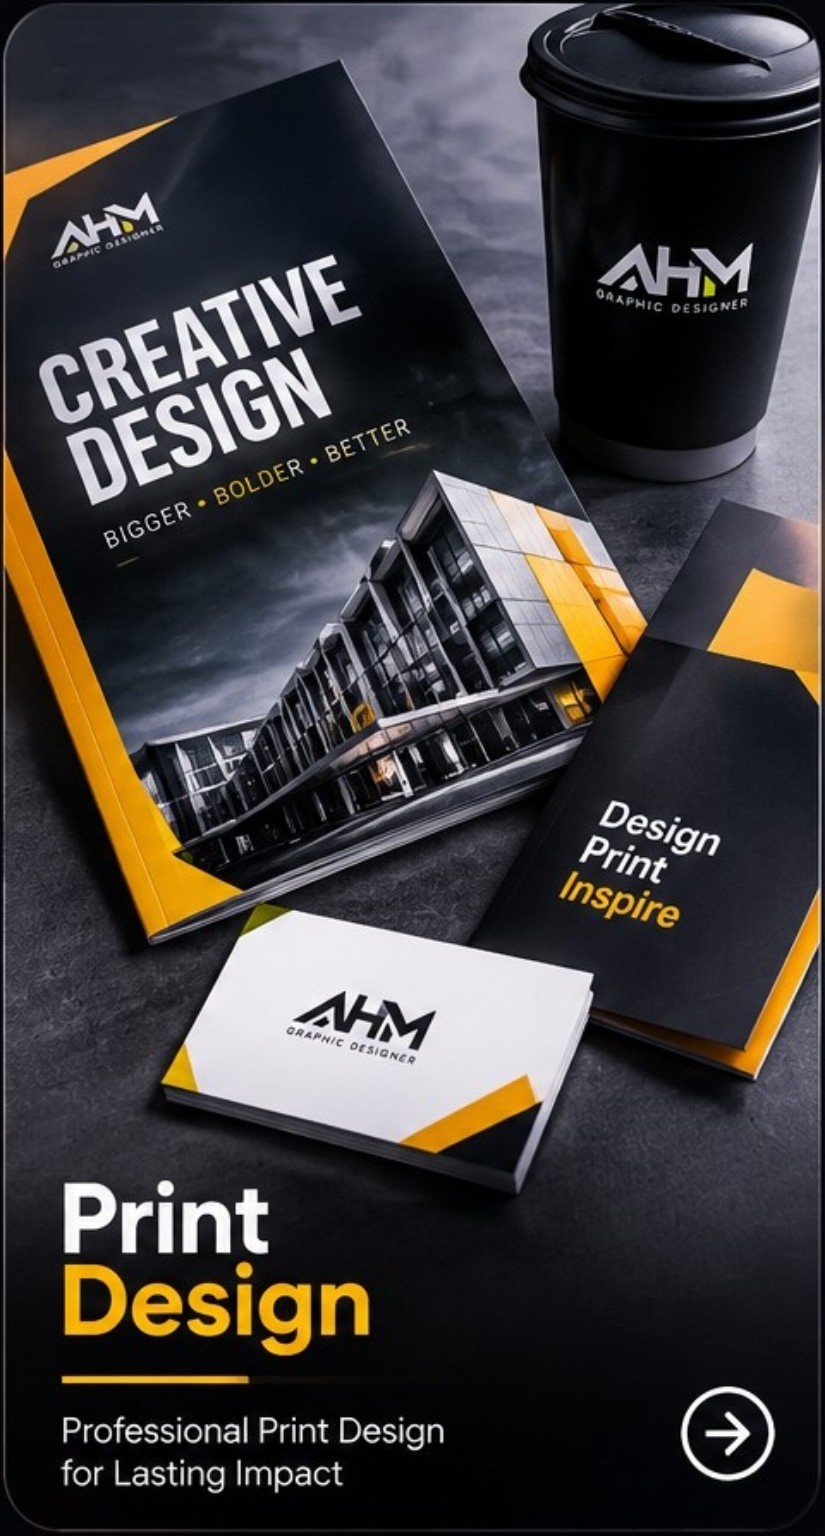 AHM
GRAPHIC DESIGNER
CREATIVE
DESIGN
BIGGER • BOLDER • BETTER
AHM
GRAPHIC DESIGNER
Design
Print
Inspire
AHM
GRAPHIC DESIGNER
Print
Design
Professional Print Design
for Lasting Impact